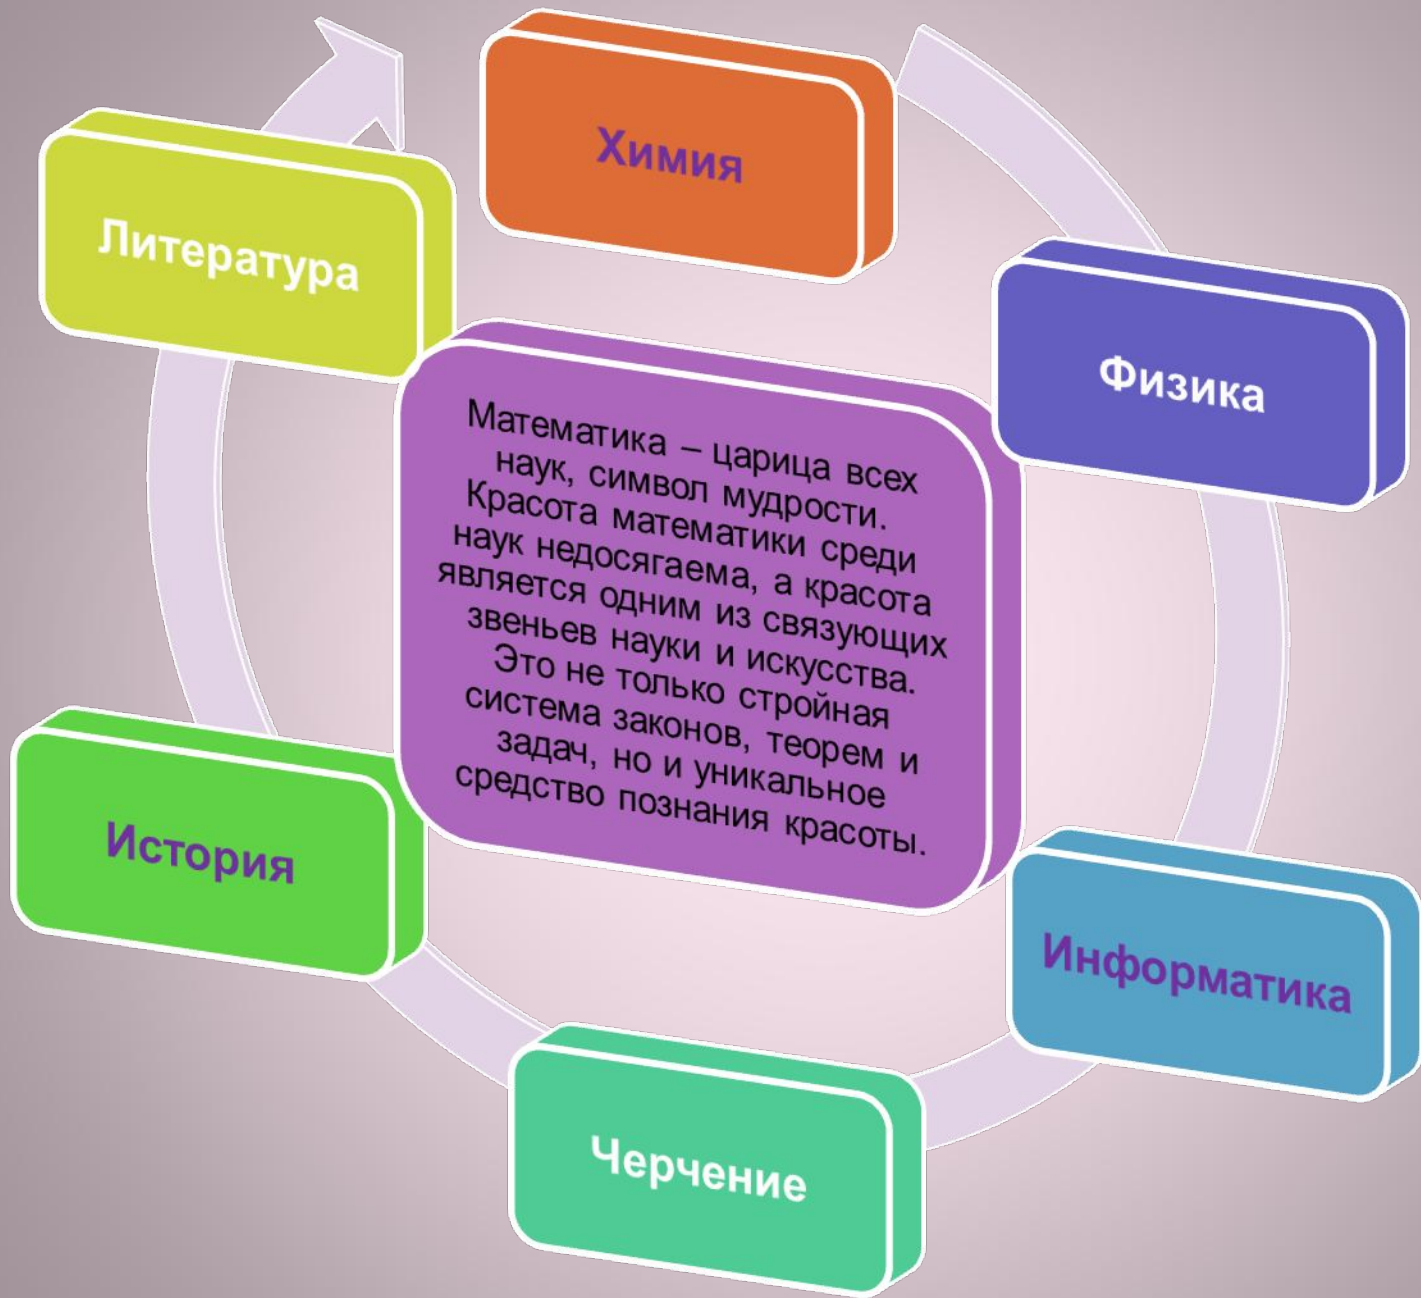 Химия
Литература
Физика
Математика – царица всех
наук, символ мудрости.
Красота математики среди
наук недосягаема, а красота
является одним из связующих
звеньев науки и искусства.
Это не только стройная
система законов, теорем и
задач, но и уникальное
средство познания красоты.
История
Информатика
Черчение